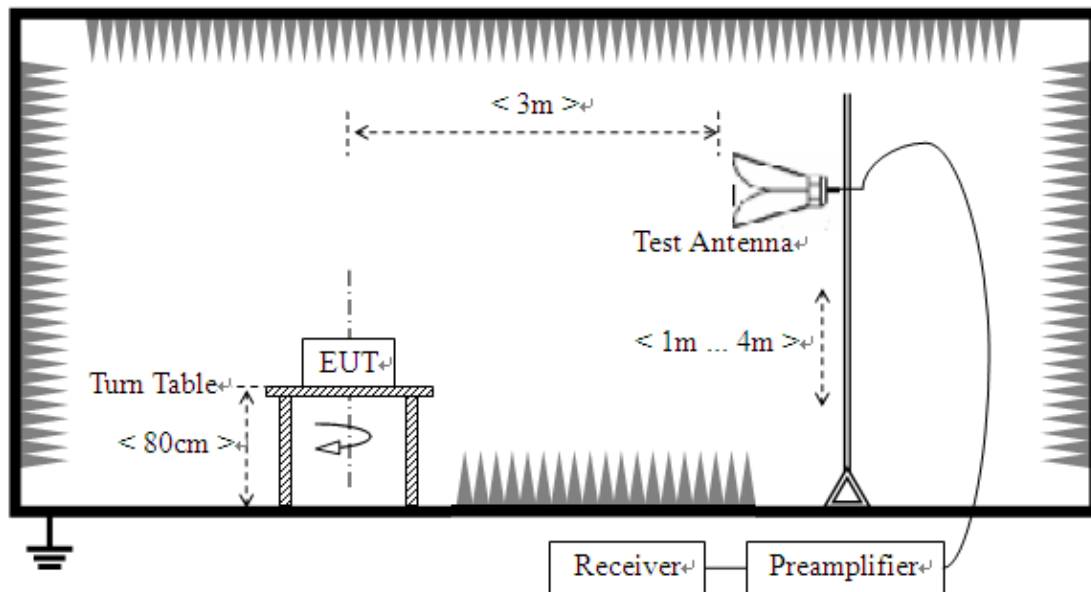 < 3m >↵
Test Antenna↵
< 1m ... 4m >↵
EUT↵
Turn Table↵
< 80cm >↵
Receiver↵
Preamplifier↵